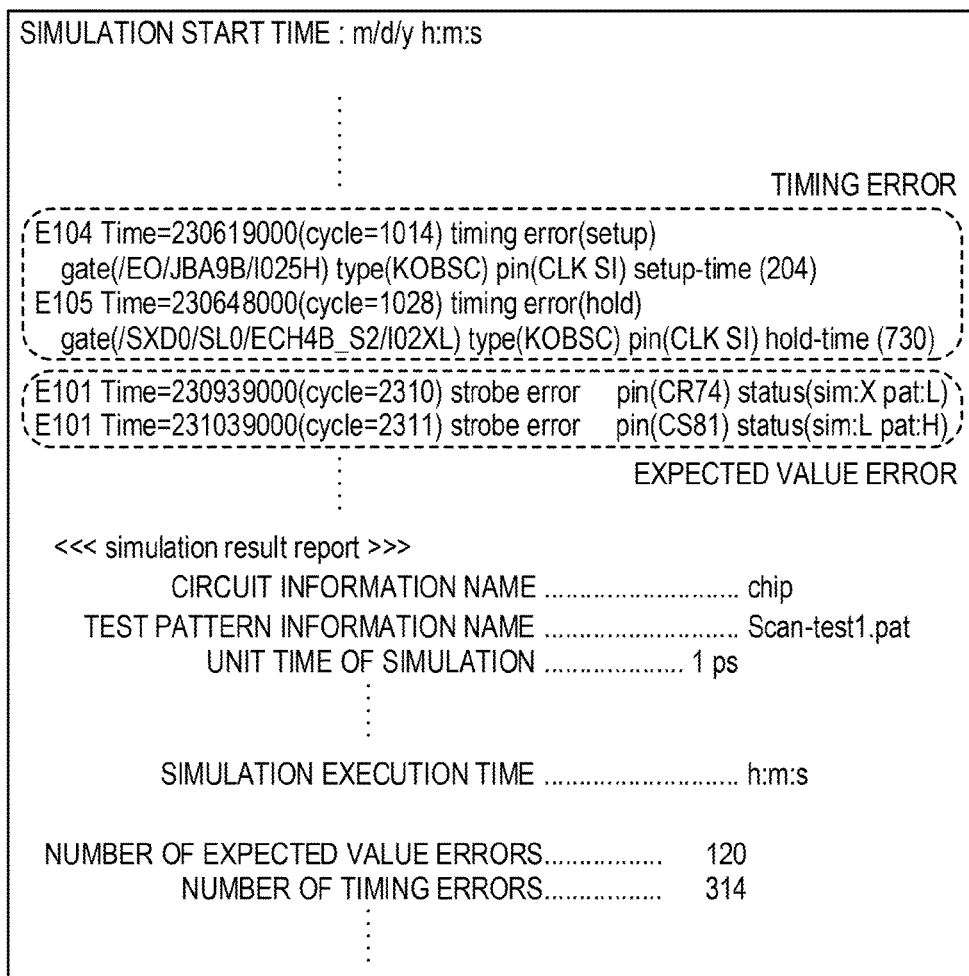 SIMULATION START TIME : m/d/y h:m:s
TIMING ERROR
E104 Time=230619000(cycle=1014) timing error(setup)
gate(/EO/JBA9B/I025H) type(KOBSC) pin(CLK SI) setup-time (204)
E105 Time=230648000(cycle=1028) timing error(hold)
gate(/SXD0/SL0/ECH4B_S2/I02XL) type(KOBSC) pin(CLK SI) hold-time (730)
E101 Time=230939000(cycle=2310) strobe error pin(CR74) status(sim:X pat:L)
E101 Time=231039000(cycle=2311) strobe error pin(CS81) status(sim:L pat:H)
EXPECTED VALUE ERROR
<<< simulation result report >>>
CIRCUIT INFORMATION NAME ............................ chip
TEST PATTERN INFORMATION NAME ............................ Scan-test1.pat
UNIT TIME OF SIMULATION .................... 1 ps
SIMULATION EXECUTION TIME ............................ h:m:s
NUMBER OF EXPECTED VALUE ERRORS................. 120
NUMBER OF TIMING ERRORS................. 314